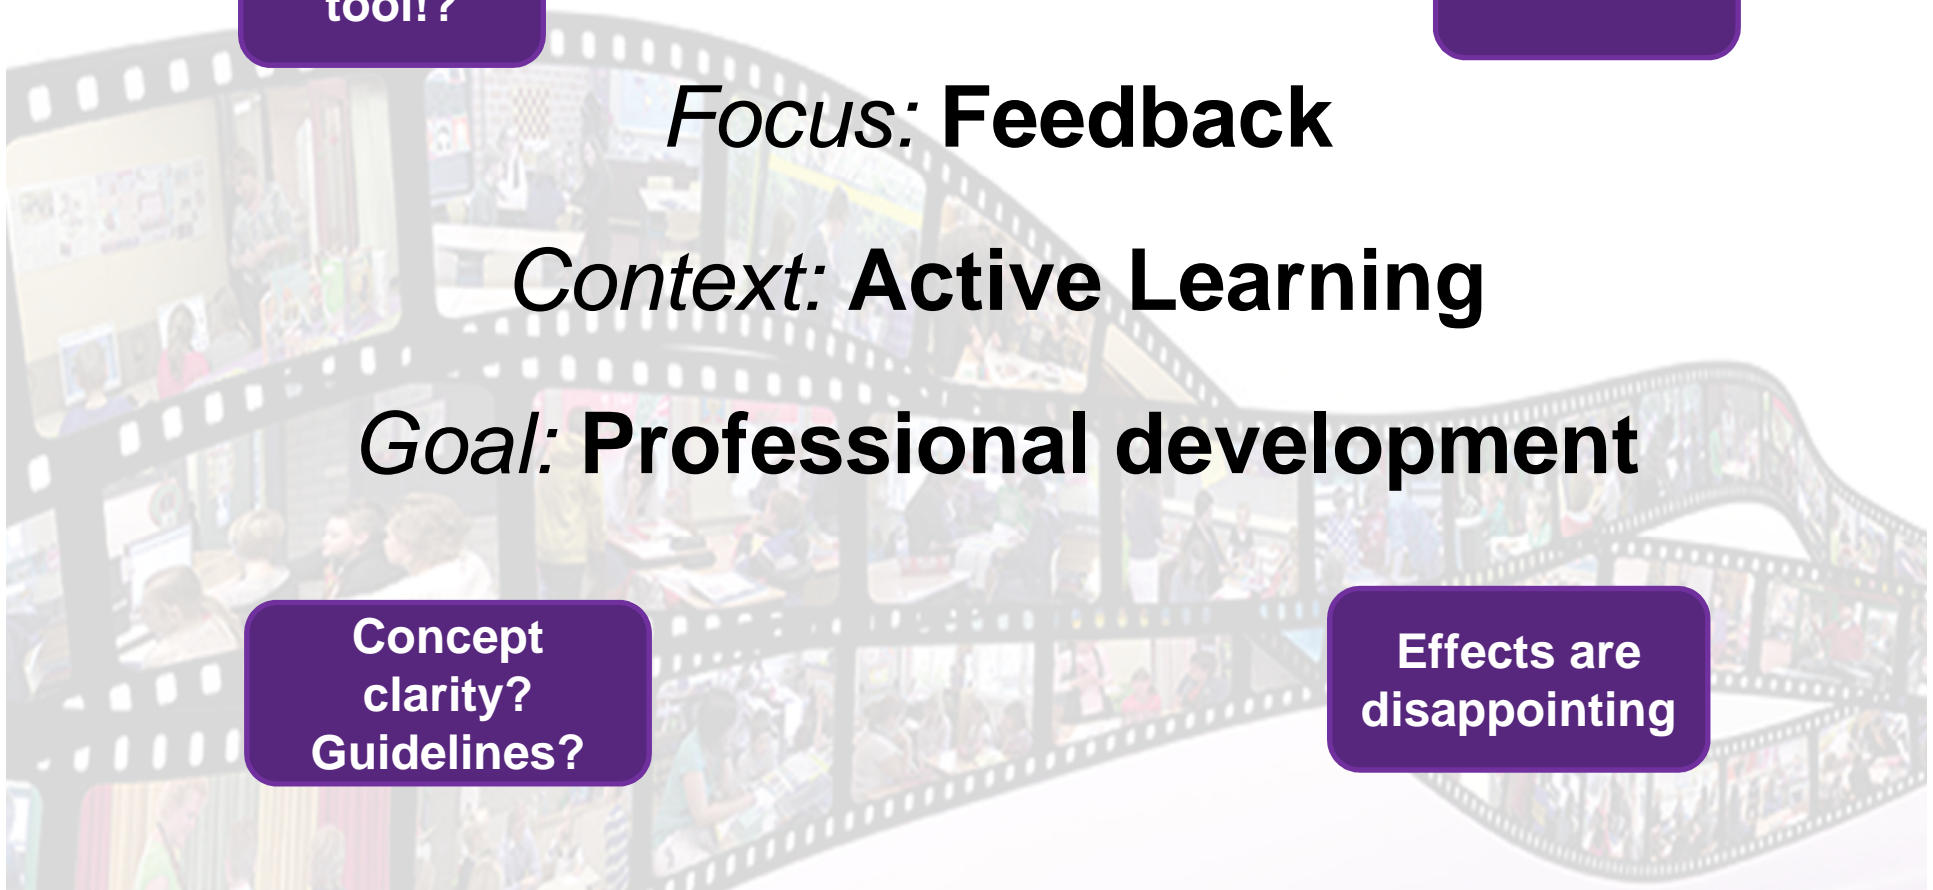 tool!?
Focus: Feedback
Context: Active Learning
Goal: Professional development
Concept
clarity?
Guidelines?
Effects are
disappointing